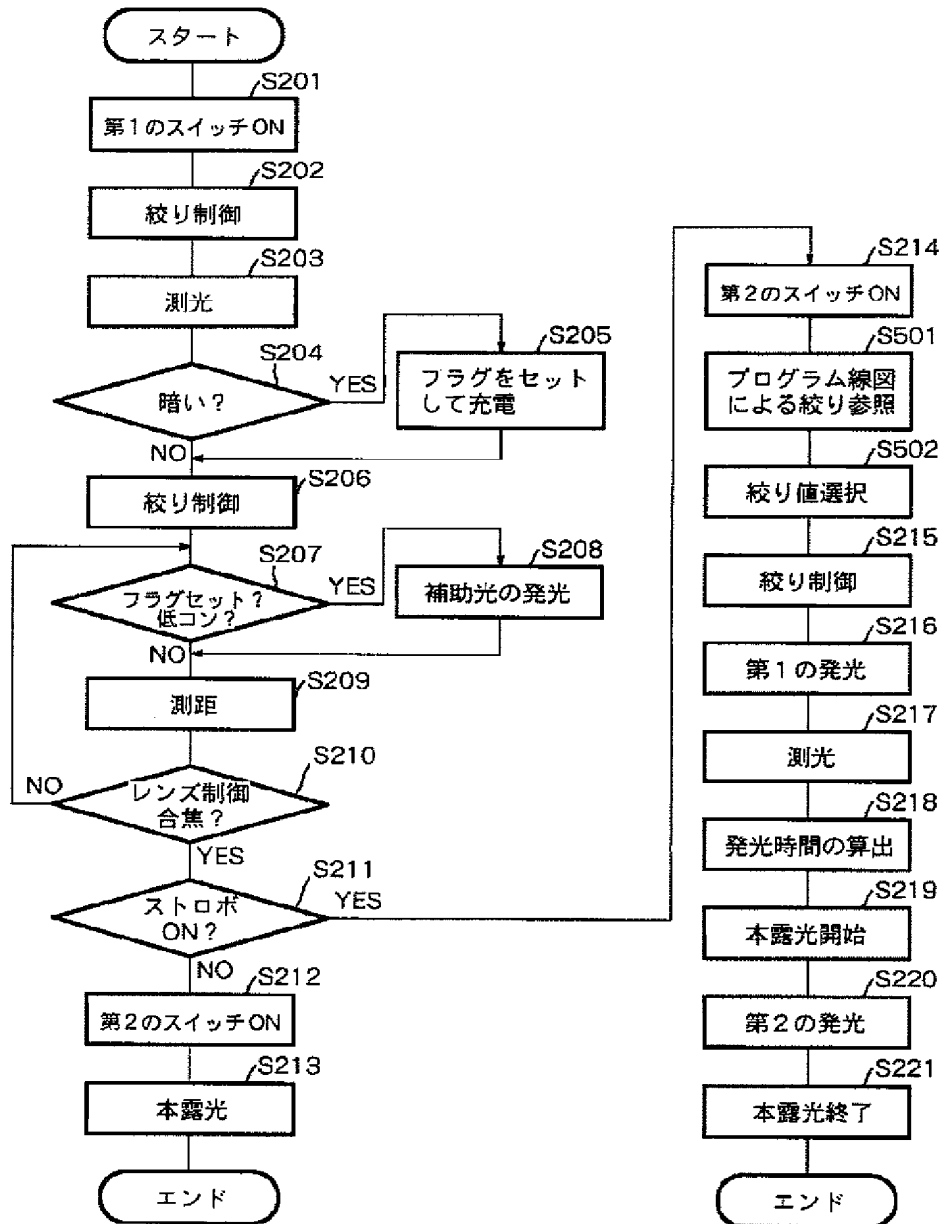 スタート
S201
第1のスイッチON
S202
絞り制御
S203
測光
S204
暗い?
YES
S205
フラグをセット
して充電
NO
S206
絞り制御
S207
フラグセット?
低コン?
YES
S208
補助光の発光
NO
S209
測距
S210
レンズ制御
合焦?
NO
YES
S211
ストロボ
ON?
YES
NO
S212
第2のスイッチON
S213
本露光
エンド
S214
第2のスイッチON
S501
プログラム線図
による絞り参照
S502
絞り値選択
S215
絞り制御
S216
第1の発光
S217
測光
S218
発光時間の算出
S219
本露光開始
S220
第2の発光
S221
本露光終了
エンド